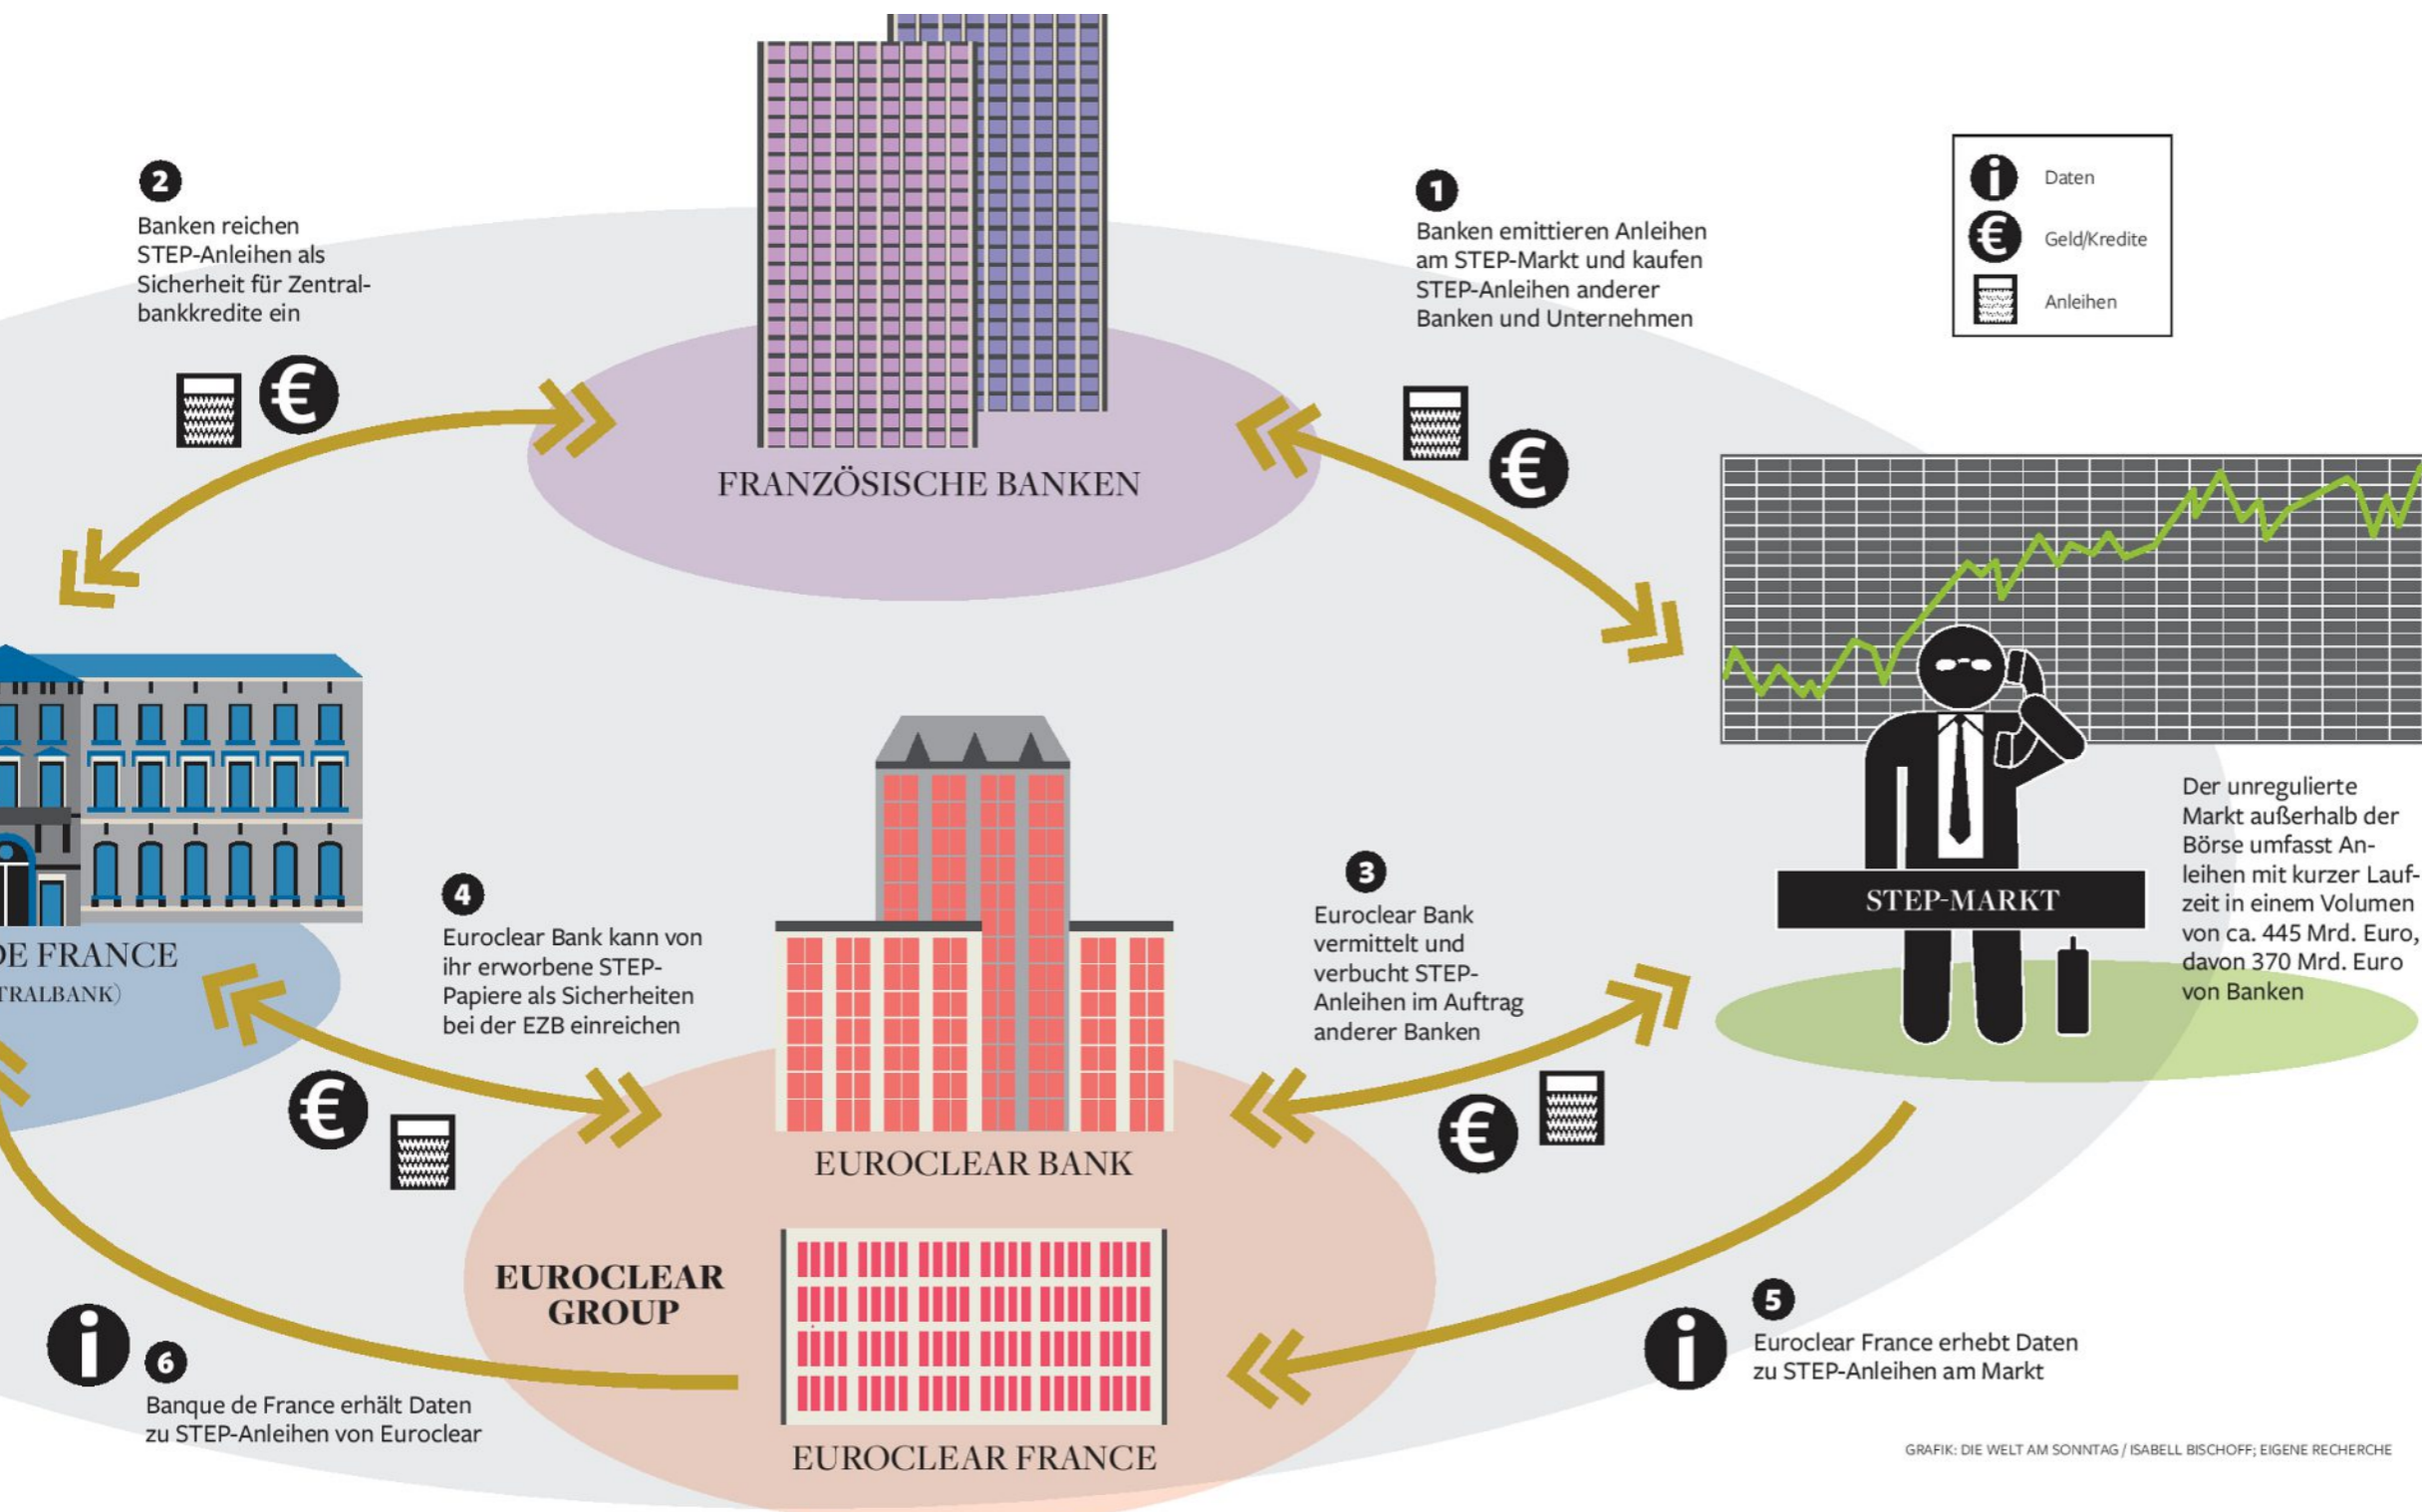 2
Banken reichen
STEP-Anleihen als
Sicherheit für Zentral-
bankkredite ein
FRANZÖSISCHE BANKEN
1
Banken emittieren Anleihen
am STEP-Markt und kaufen
STEP-Anleihen anderer
Banken und Unternehmen
i Daten
€ Geld/Kredite
Anleihen
€
€
DE FRANCE
TRALBANK)
4
Euroclear Bank kann von
ihr erworbene STEP-
Papiere als Sicherheiten
bei der EZB einreichen
€
EUROCLEAR BANK
3
Euroclear Bank
vermittelt und
verbucht STEP-
Anleihen im Auftrag
anderer Banken
€
STEP-MARKT
Der unregulierte
Markt außerhalb der
Börse umfasst An-
leihen mit kurzer Lauf-
zeit in einem Volumen
von ca. 445 Mrd. Euro,
davon 370 Mrd. Euro
von Banken
EUROCLEAR
GROUP
EUROCLEAR FRANCE
i
6
Banque de France erhält Daten
zu STEP-Anleihen von Euroclear
i
5
Euroclear France erhebt Daten
zu STEP-Anleihen am Markt
GRAFIK: DIE WELT AM SONNTAG / ISABELL BISCHOFF; EIGENE RECHERCHE